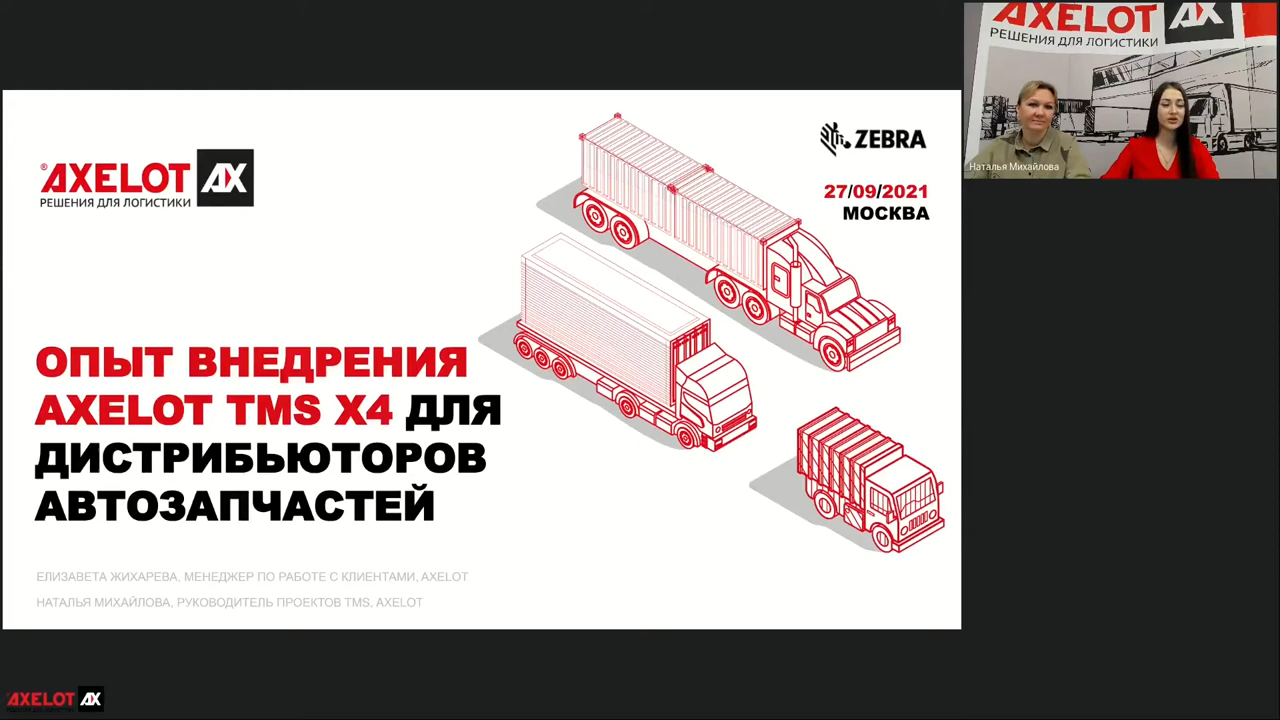 ®AXELOT AX
РЕШЕНИЯ ДЛЯ ЛОГИСТИКИ
ZEBRA
27/09/2021
МОСКВА
ОПЫТ ВНЕДРЕНИЯ
AXELOT TMS X4 ДЛЯ
ДИСТРИБЬЮТОРОВ
АВТОЗАПЧАСТЕЙ
ЕЛИЗАВЕТА ЖИХАРЕВА, МЕНЕДЖЕР ПО РАБОТЕ С КЛИЕНТАМИ, AXELOT
НАТАЛЬЯ МИХАЙЛОВА, РУКОВОДИТЕЛЬ ПРОЕКТОВ TMS, AXELOT
AXELOT AX
РЕШЕНИЯ ДЛЯ ЛОГИСТИКИ
Наталья Михайлова
AXELOT AX